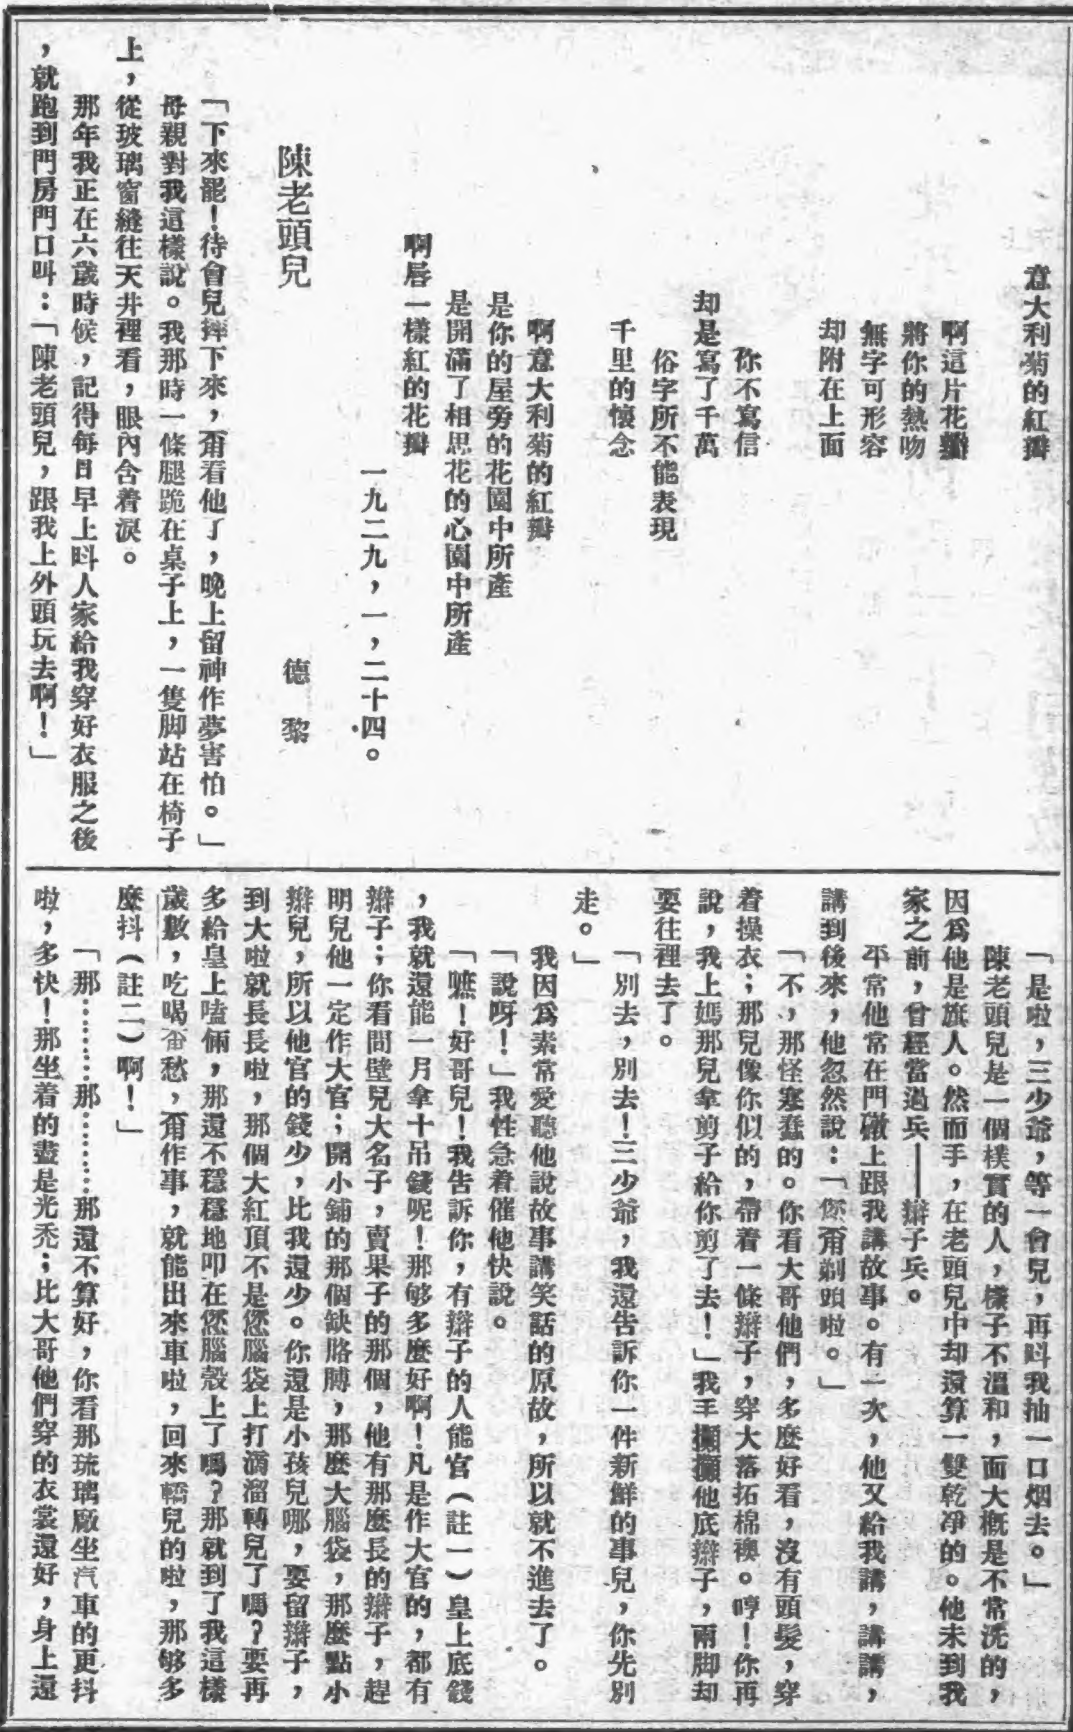 意大利菊的紅瓣
啊這片花瓣
將你的熱吻
無字可形容
却附在上面
你不寫信
却是寫了千萬
俗字所不能表現
千里的懷念
啊意大利菊的紅瓣
是你的屋旁的花園中所產
是開滿了相思花的心園中所產
啊唇一樣紅的花瓣
一九二九，一，二十四。
陳老頭兒　德黎
「下來罷！待會兒摔下來，甭看他了，晚上留神作夢害怕。」
母親對我這樣說。我那時一條腿跪在桌子上，一隻脚站在椅子
上，從玻璃窗縫往天井裡看，眼內含着淚。
那年我正在六歲時候，記得每日早上呌人家給我穿好衣服之後
，就跑到門房門口叫：「陳老頭兒，跟我上外頭玩去啊！」
「是啦，三少爺，等一會兒，再呌我抽一口烟去。」
陳老頭兒是一個樸實的人，樣子不溫和，面大概是不常洗的，
因爲他是旗人。然而手，在老頭兒中却還算一雙乾凈的。他未到我
家之前，曾經當過兵——辮子兵。
平常他常在門礅上跟我講故事。有一次，他又給我講，講講，
講到後來，他忽然說：「您甭剃頭啦。」
「不，那怪蹇蠢的。你看大哥他們，多麼好看，沒有頭髮，穿
着操衣；那兒像你似的，帶着一條辮子，穿大落拓棉襖。哼！你再
說，我上媽那兒拿剪子給你剪了去！」我手攧攧他底辮子，兩脚却
要往裡去了。
「別去，別去！三少爺，我還告訴你一件新鮮的事兒，你先別
走。」
我因爲素常愛聽他說故事講笑話的原故，所以就不進去了。
「說呀！」我性急着催他快說。
「嚈！好哥兒！我告訴你，有辮子的人能官（註一）皇上底錢
，我就還能一月拿十吊錢呢！那够多麼好啊！凡是作大官的，都有
辮子；你看間壁兒大名子，賣果子的那個，他有那麼長的辮子，趕
明兒他一定作大官；開小鋪的那個缺胳膊，那麼大腦袋，那麼點小
辮兒，所以他官的錢少，比我還少。你還是小孩兒哪，要留辮子，
到大啦就長長啦，那個大紅頂不是您腦袋上打滴溜轉兒了嗎？要再
多給皇上嗑倆，那還不穩穩地叩在您腦殼上了嗎？那就到了我這樣
歲數，吃喝甭愁，甭作事，就能出來車啦，回來轎兒的啦，那够多
麼抖（註二）啊！」
「那………那………那還不算好，你看那琉璃廠坐汽車的更抖
啦，多快！那坐着的盡是光禿；比大哥他們穿的衣裳還好，身上還